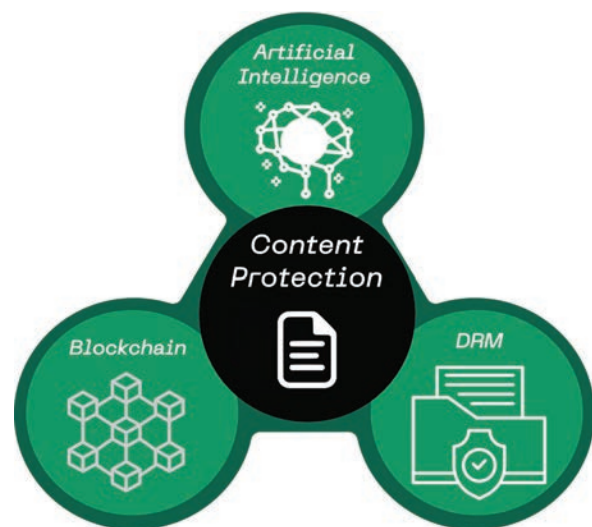 Artificial
Intelligence
Content
Protection
Blockchain
DRM